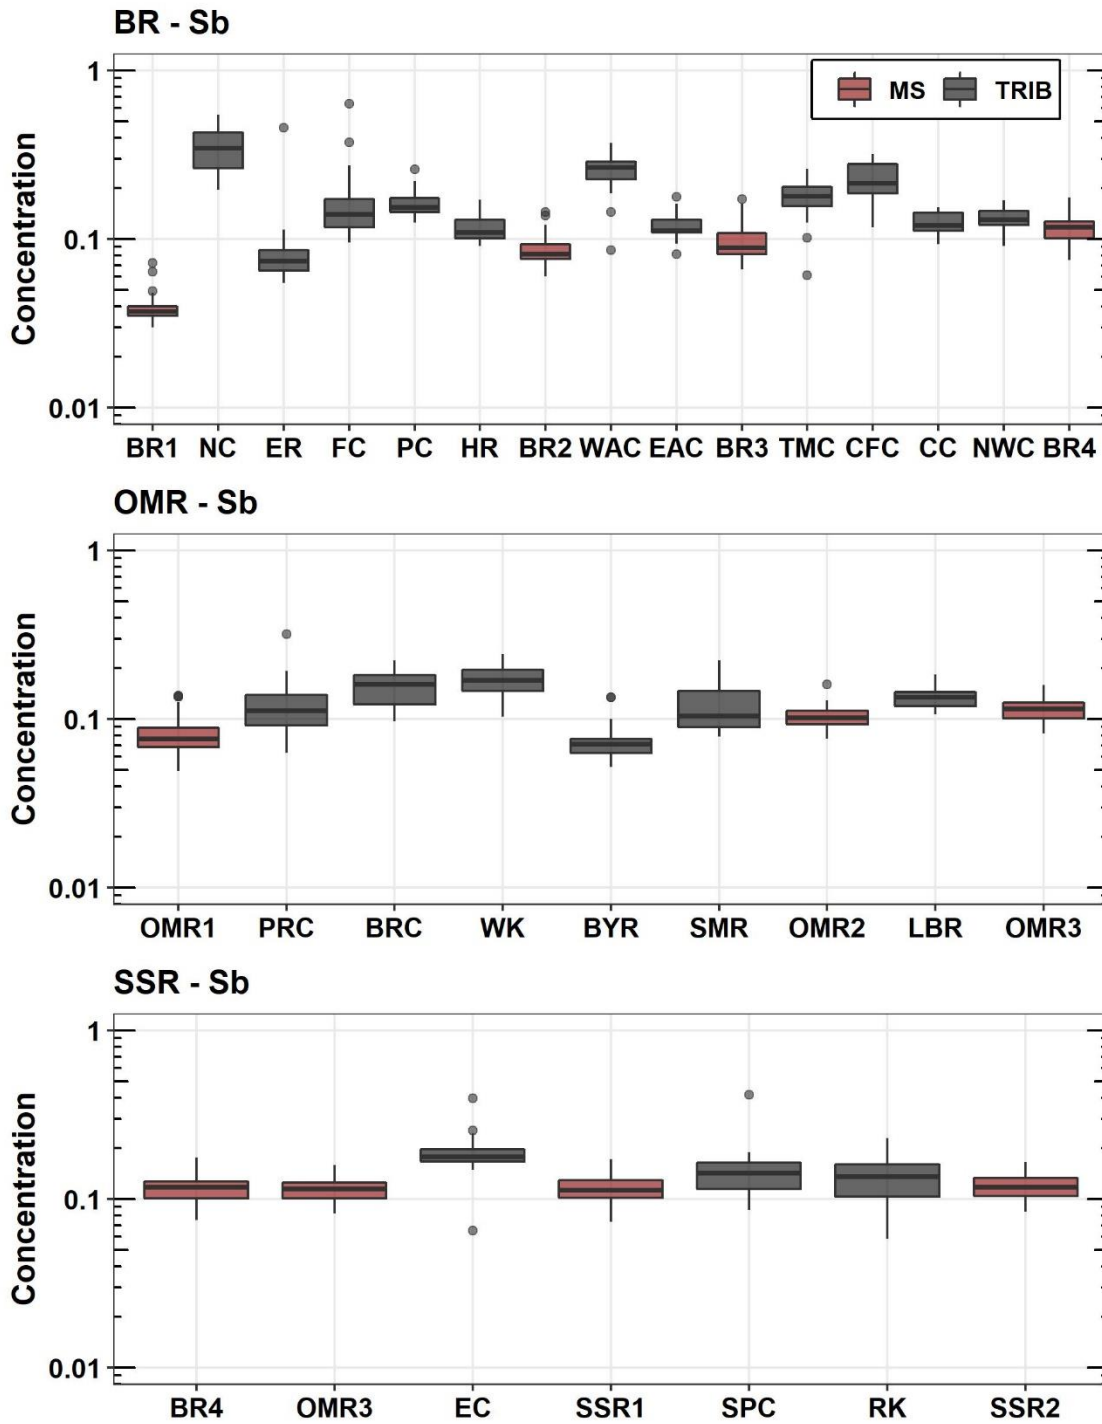 BR - Sb
MS TRIB
Concentration
1
0.1
0.01
BR1 NC ER FC PC HR BR2 WAC EAC BR3 TMC CFC CC NWC BR4
OMR - Sb
Concentration
1
0.1
0.01
OMR1 PRC BRC WK BYR SMR OMR2 LBR OMR3
SSR - Sb
Concentration
1
0.1
0.01
BR4 OMR3 EC SSR1 SPC RK SSR2